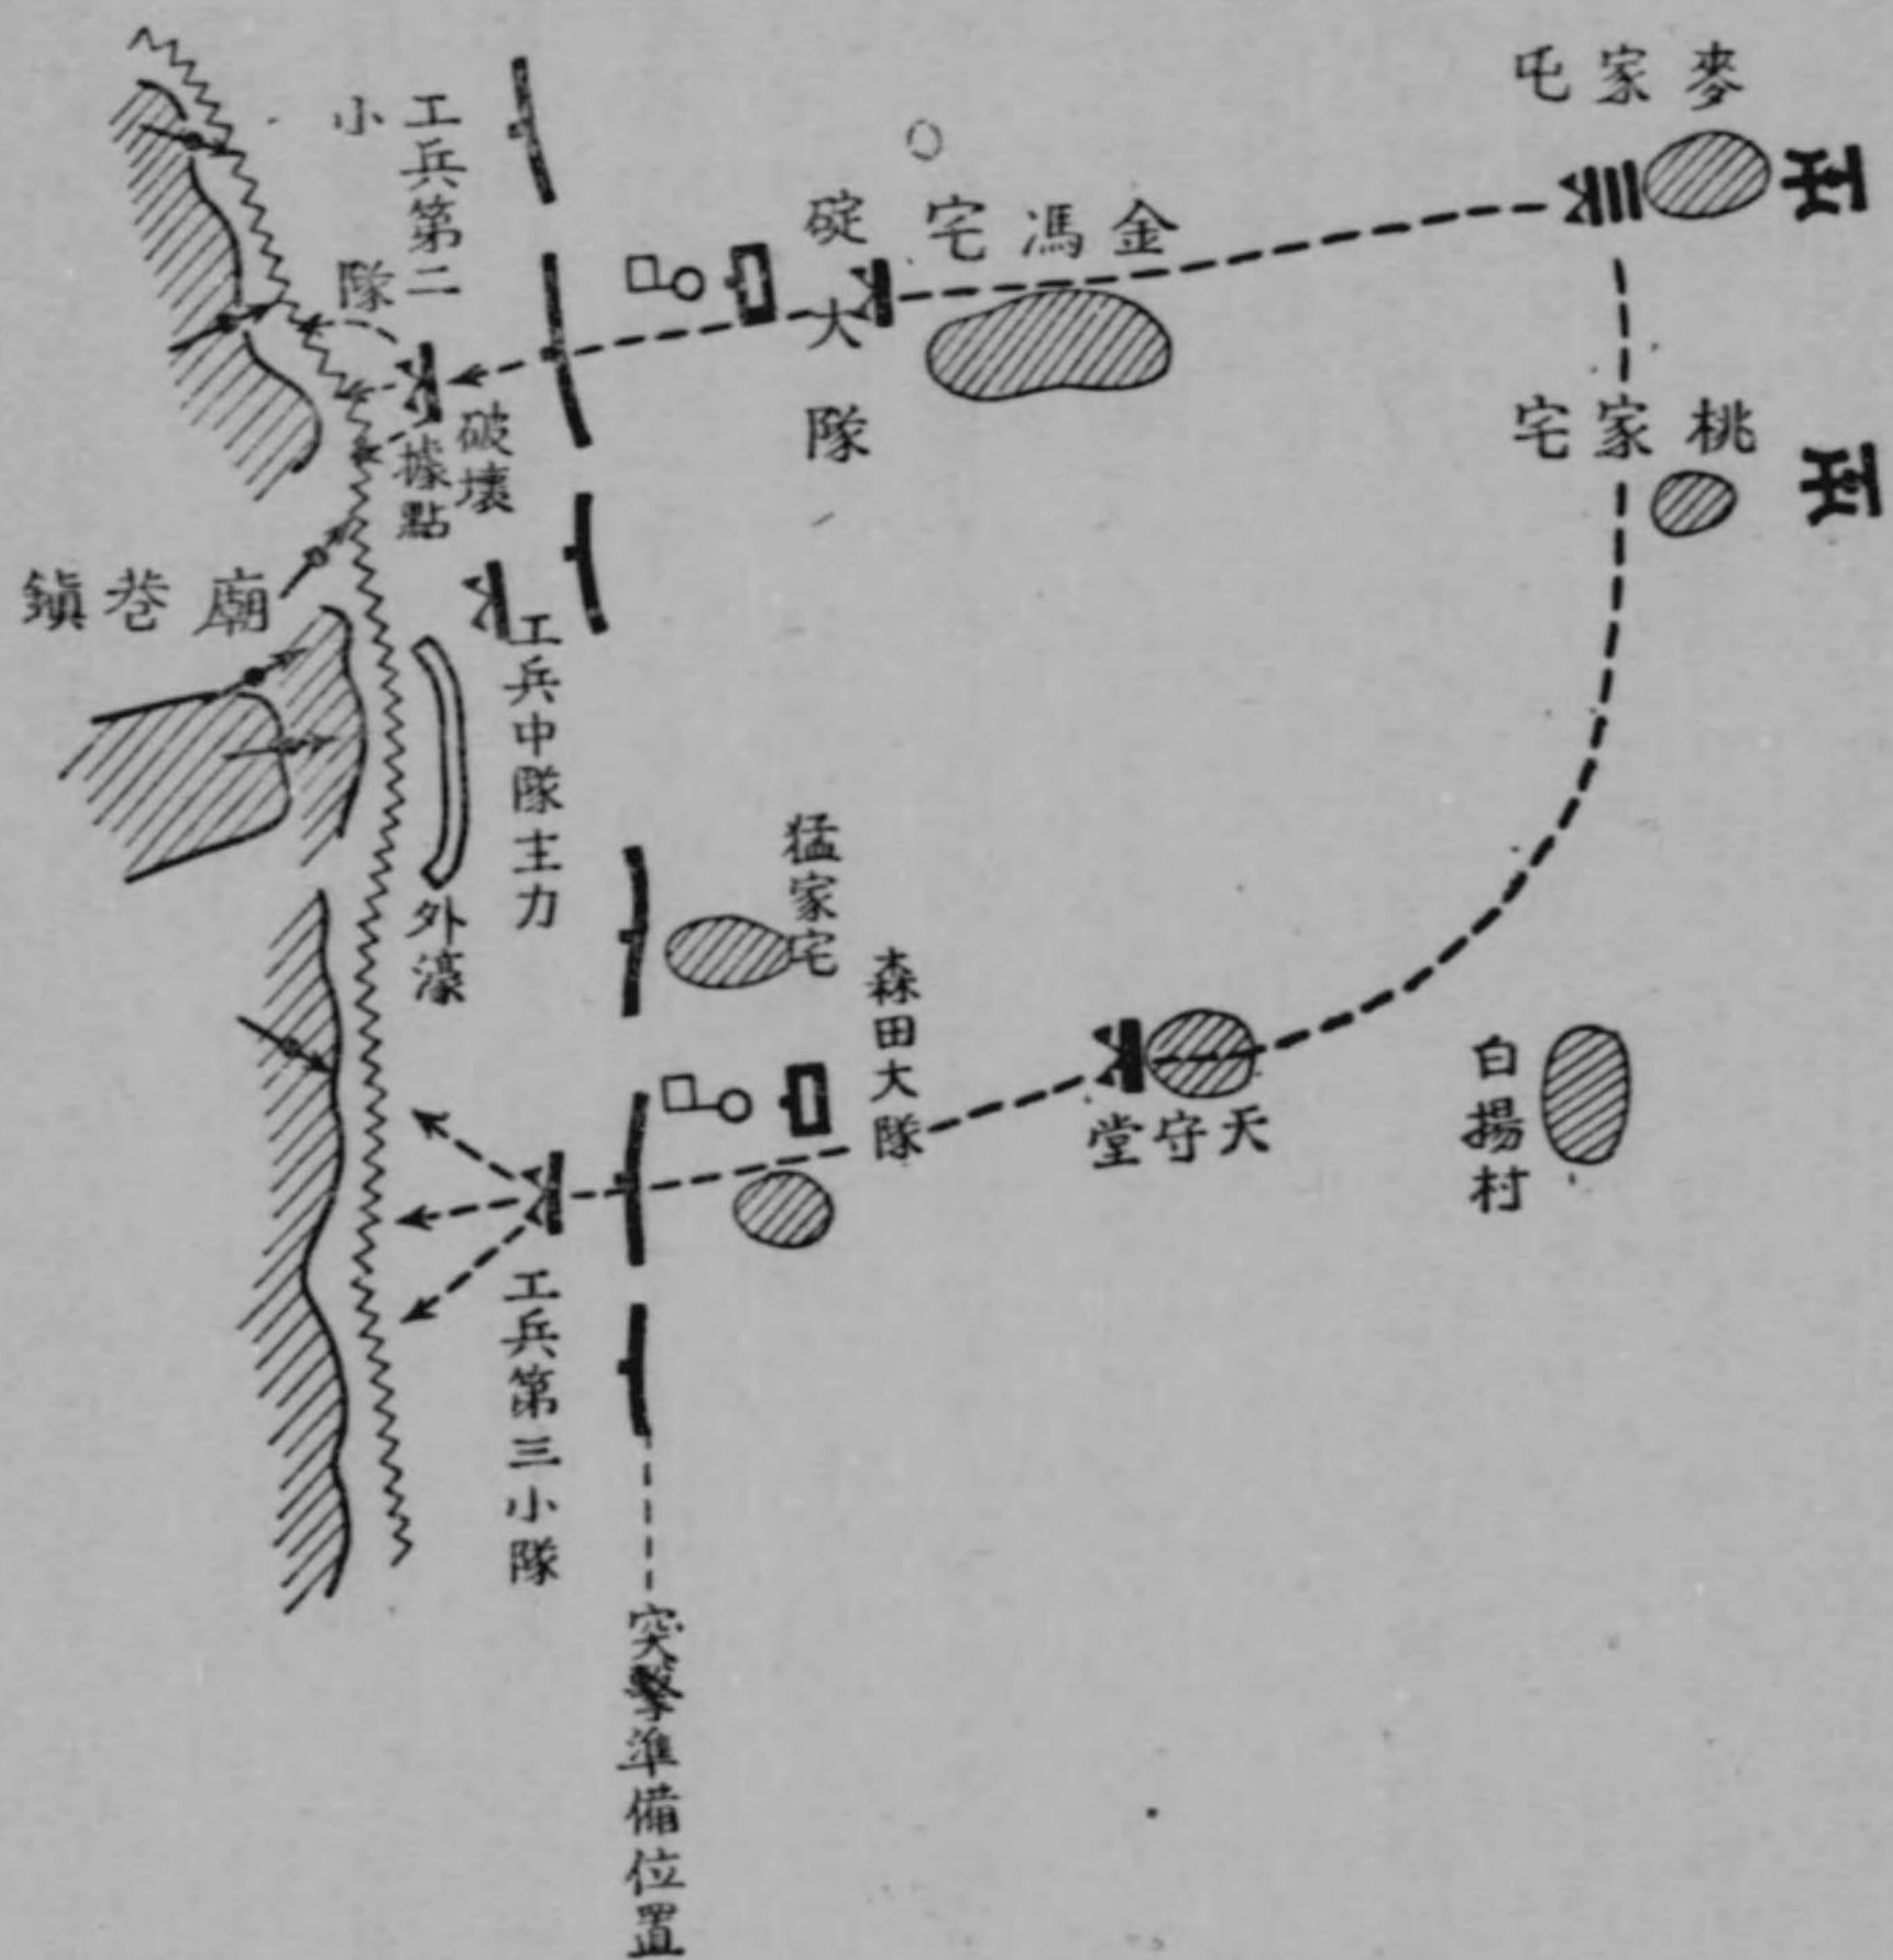 麥家屯
桃家宅
金馮宅
碇大隊
工兵第二
小隊
破壞
據點
廟巷鎮
工兵中隊主力
外濠
猛家宅
森田大隊
天守堂
白揚村
工兵第三小隊
突擊準備位置